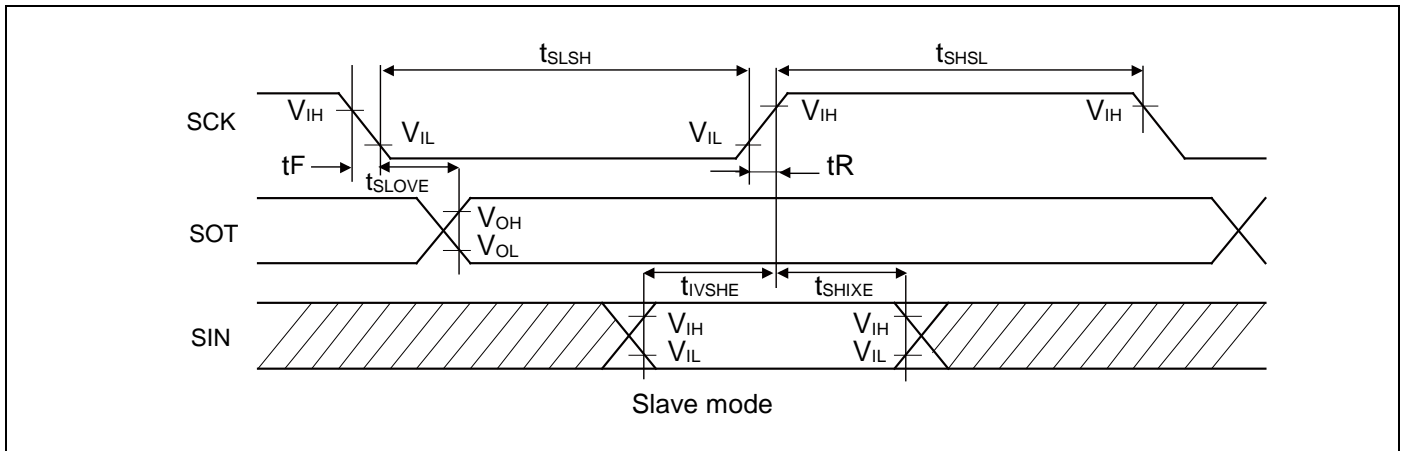 tSLSH tSHSL
SCK VIH VIL VIL VIH VIH
tF tSLOVE tR
SOT VOH VOL
tIVSHE tSHIXE
SIN VIH VIL VIH VIL
Slave mode